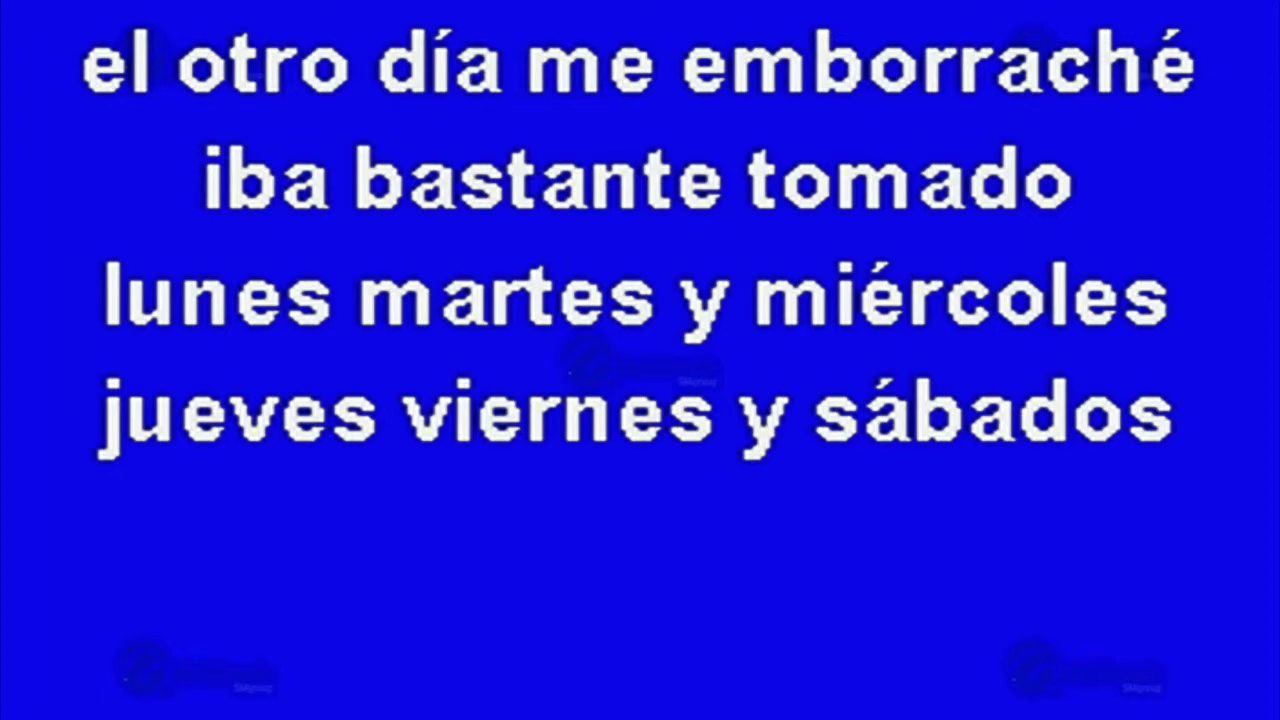 el otro día me emborraché
iba bastante tomado
lunes martes y miércoles
jueves viernes y sábados